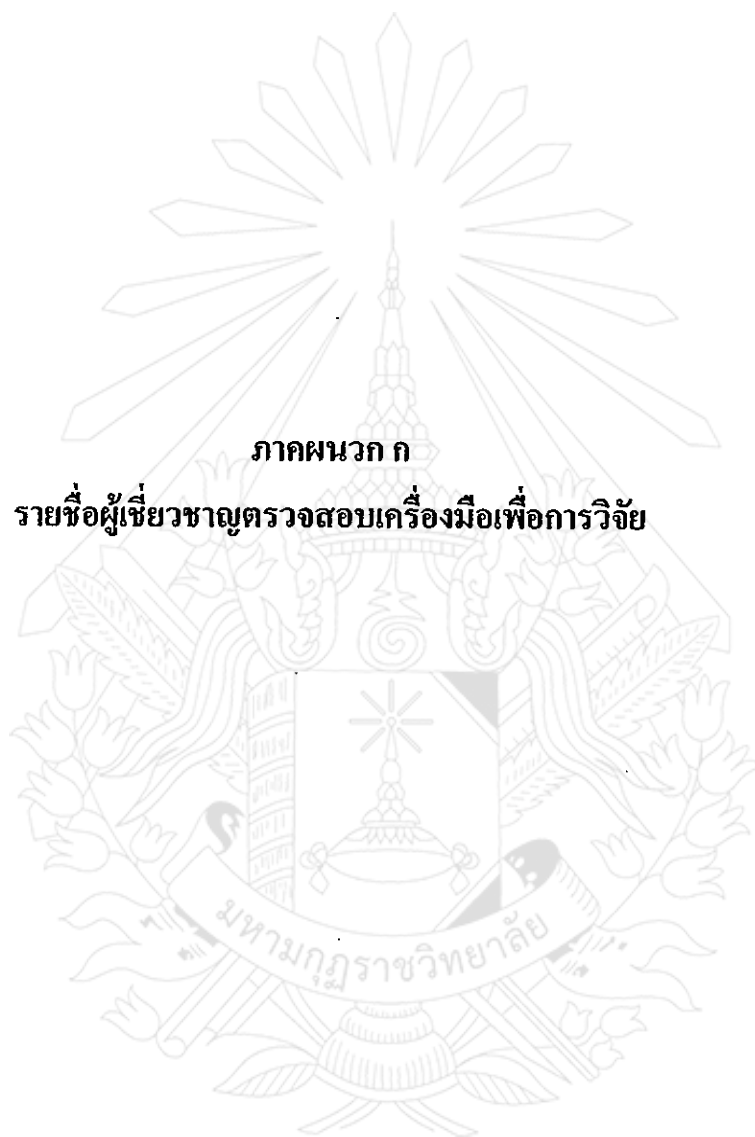 ภาคผนวก ก
รายชื่อผู้เชี่ยวชาญตรวจสอบเครื่องมือเพื่อการวิจัย
มหามกุฏราชวิทยาลัย